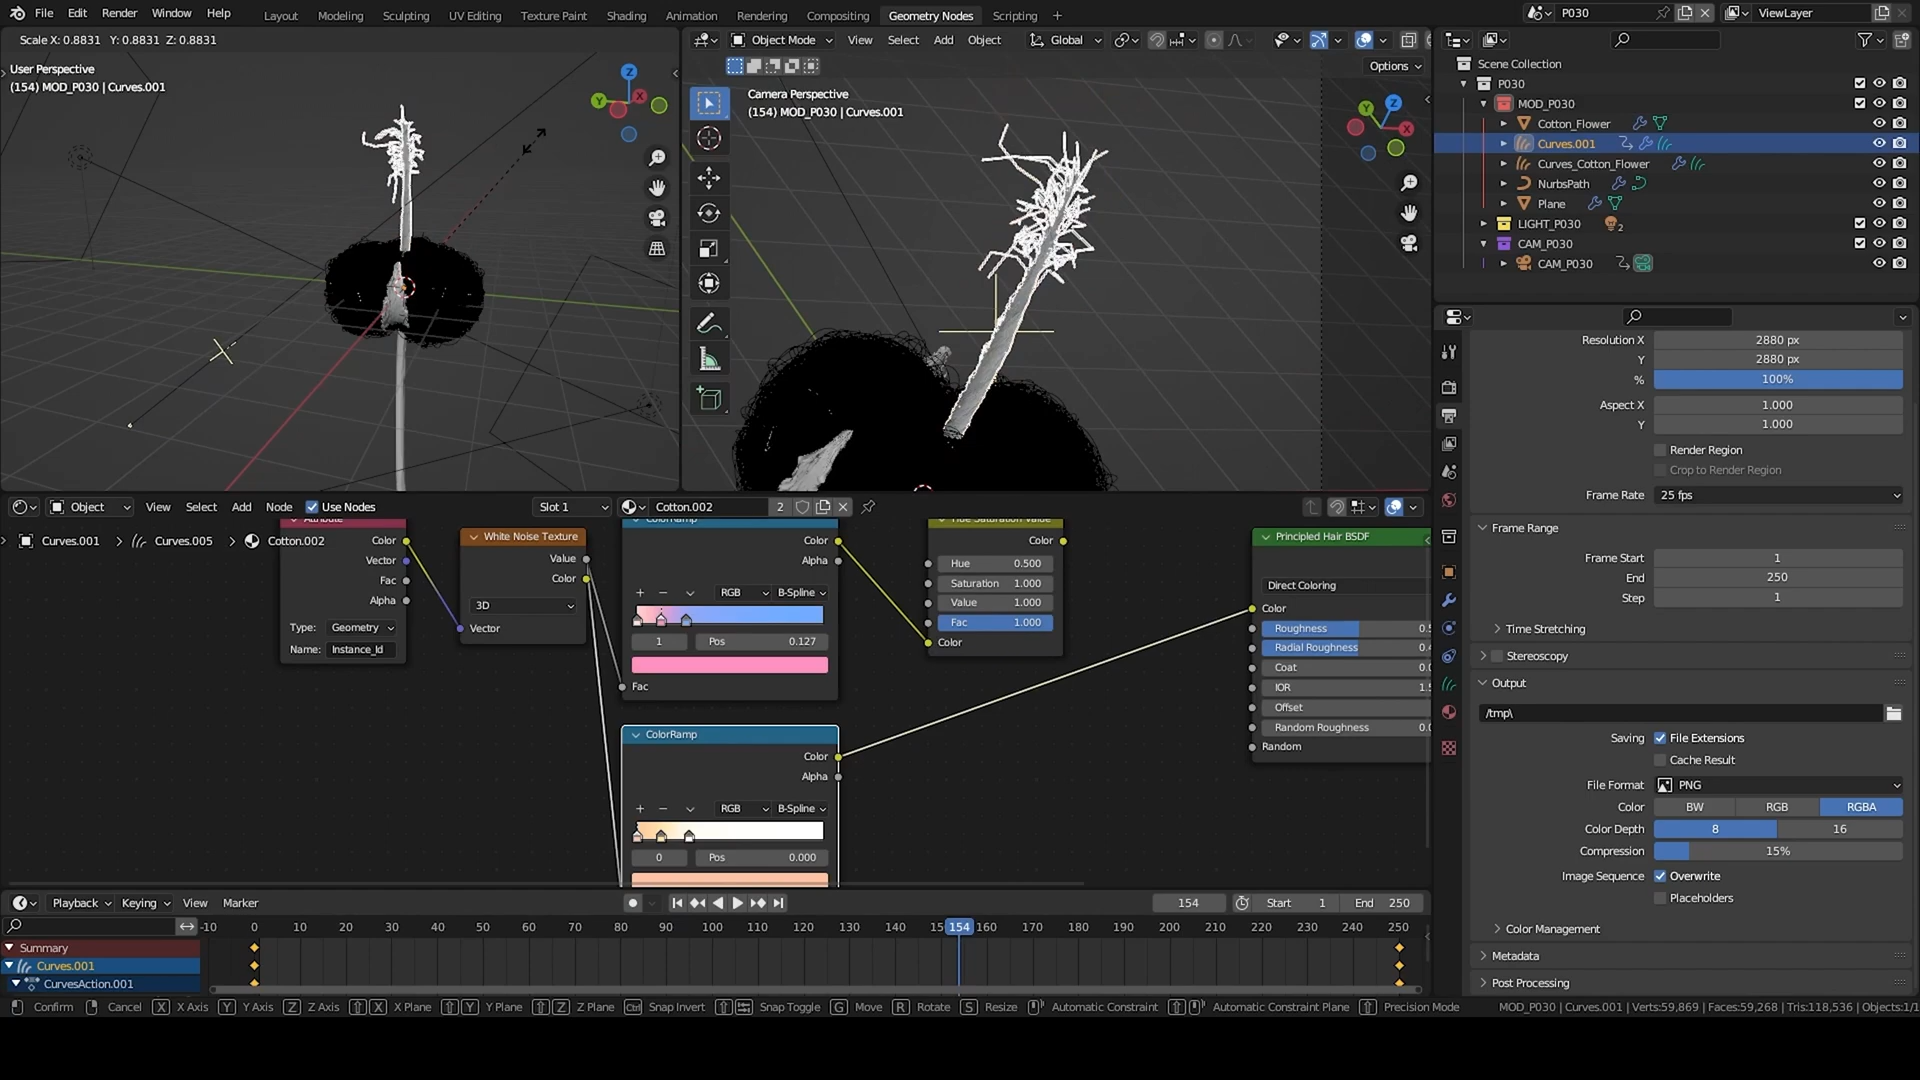 File Edit Render Window Help Layout Modeling Sculpting UV Editing Texture Paint Shading Animation Rendering Compositing Geometry Nodes Scripting + P030 ViewLayer
Scale X: 0.8831 Y: 0.8831 Z: 0.8831
Object Mode View Select Add Object Global
Options
User Perspective
(154) MOD_P030 | Curves.001
Z
X
Y
Camera Perspective
(154) MOD_P030 | Curves.001
Z
Y
X
Scene Collection
P030
MOD_P030
Cotton_Flower
Curves.001
Curves_Cotton_Flower
NurbsPath
Plane
LIGHT_P030 2
CAM_P030
CAM_P030
Resolution X 2880 px
Y 2880 px
% 100%
Aspect X 1.000
Y 1.000
Render Region
Crop to Render Region
Frame Rate 25 fps
Frame Range
Frame Start 1
End 250
Step 1
Time Stretching
Stereoscopy
Output
/tmp\
Saving File Extensions
Cache Result
File Format PNG
Color BW RGB RGBA
Color Depth 8 16
Compression 15%
Image Sequence Overwrite
Placeholders
Color Management
Metadata
Post Processing
Object View Select Add Node Use Nodes Slot 1 Cotton.002 2
Curves.001 Curves.005 Cotton.002
Attribute
Color
Vector
Fac
Alpha
Type: Geometry
Name: Instance_Id
White Noise Texture
Value
Color
3D
Vector
ColorRamp
Color
Alpha
+ − RGB B-Spline
1 Pos 0.127
Fac
ColorRamp
Color
Alpha
+ − RGB B-Spline
0 Pos 0.000
Hue Saturation Value
Color
Hue 0.500
Saturation 1.000
Value 1.000
Fac 1.000
Color
Principled Hair BSDF
Direct Coloring
Color
Roughness
Radial Roughness
Coat
IOR
Offset
Random Roughness
Random
Playback Keying View Marker 154 Start 1 End 250
-10 0 10 20 30 40 50 60 70 80 90 100 110 120 130 140 154 160 170 180 190 200 210 220 230 240 250
Summary
Curves.001
CurvesAction.001
Confirm Cancel X X Axis Y Y Axis Z Z Axis X X Plane Y Y Plane Z Z Plane Ctrl Snap Invert Snap Toggle G Move R Rotate S Resize Automatic Constraint Automatic Constraint Plane Precision Mode MOD_P030 | Curves.001 | Verts:59,869 | Faces:59,268 | Tris:118,536 | Objects:1/1